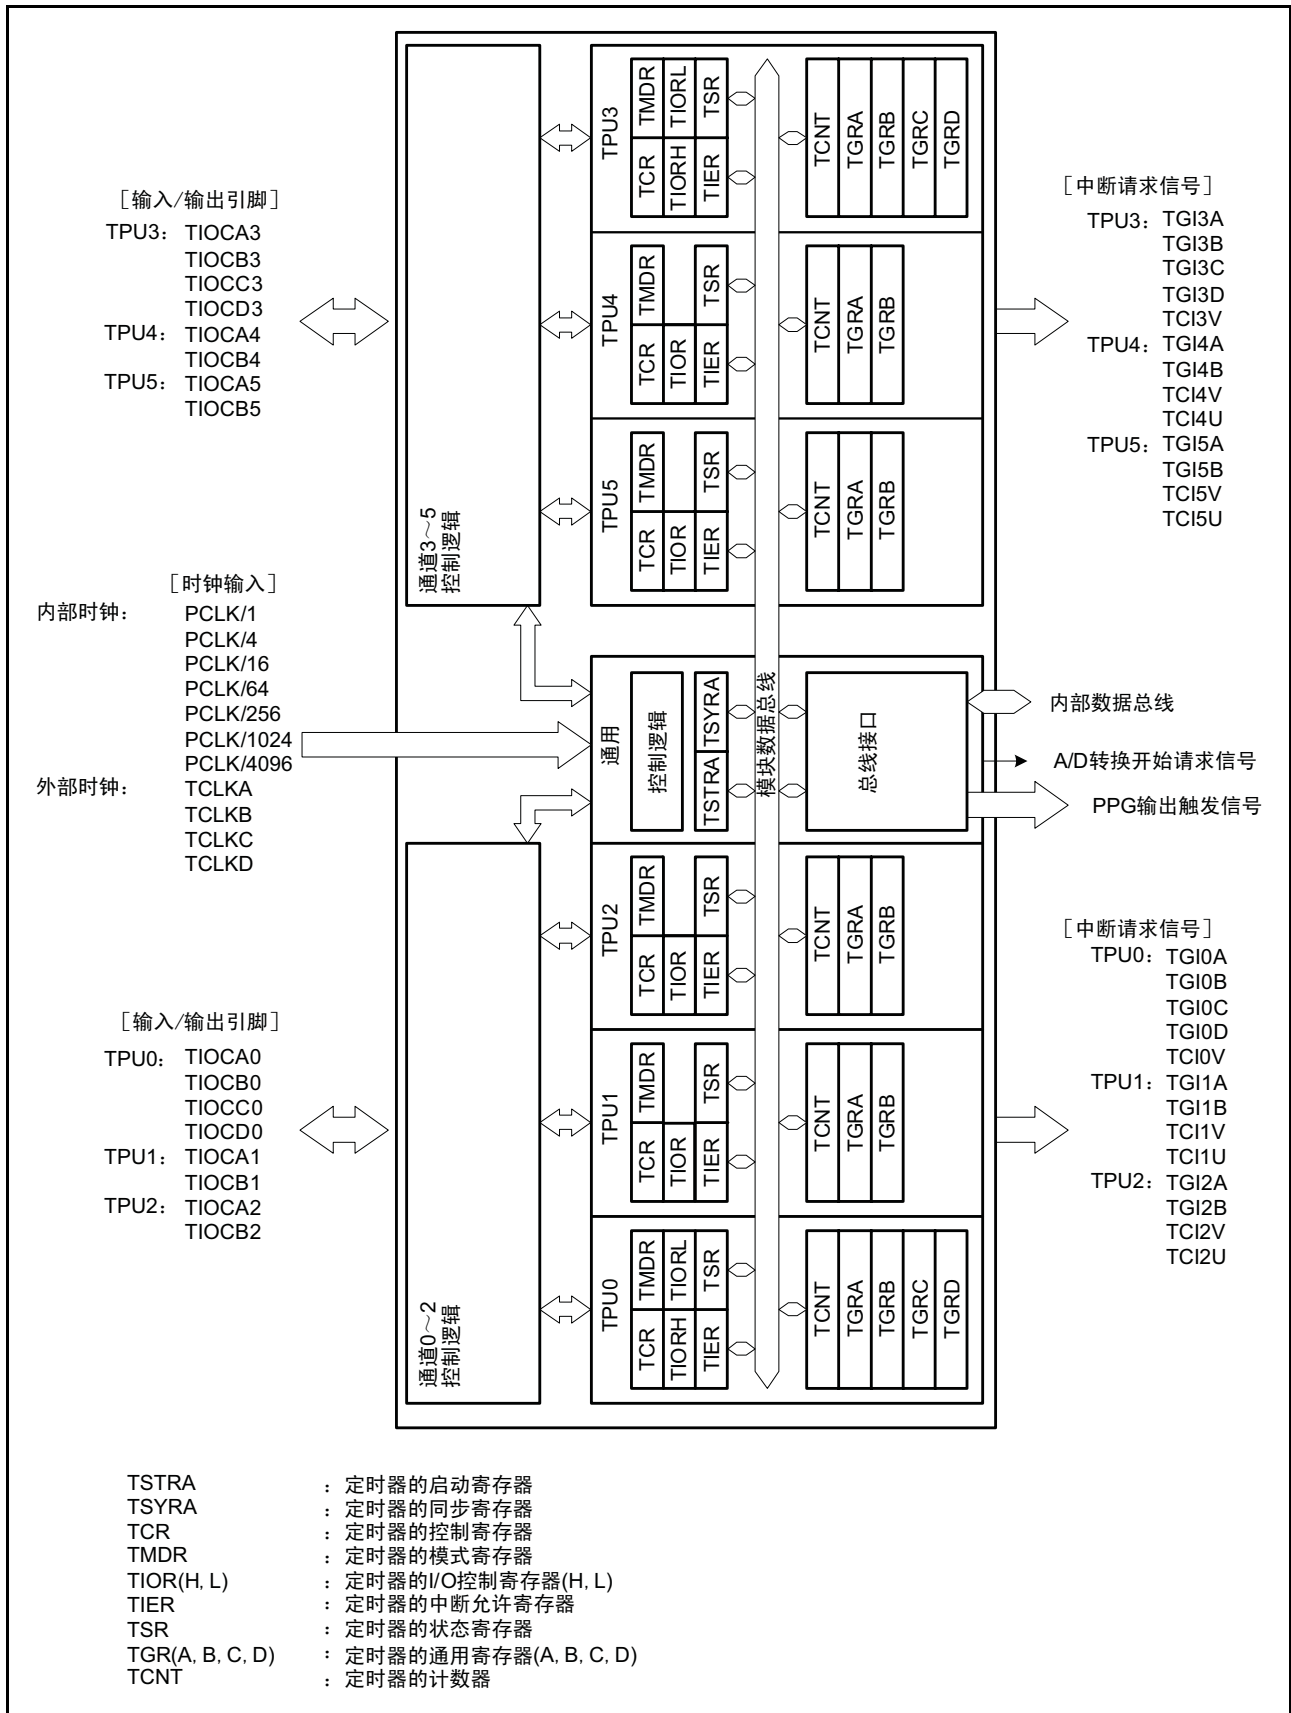 [输入/输出引脚]
TPU3： TIOCA3
TIOCB3
TIOCC3
TIOCD3
TPU4： TIOCA4
TIOCB4
TPU5： TIOCA5
TIOCB5
[时钟输入]
内部时钟： PCLK/1
PCLK/4
PCLK/16
PCLK/64
PCLK/256
PCLK/1024
PCLK/4096
外部时钟： TCLKA
TCLKB
TCLKC
TCLKD
[输入/输出引脚]
TPU0： TIOCA0
TIOCB0
TIOCC0
TIOCD0
TPU1： TIOCA1
TIOCB1
TPU2： TIOCA2
TIOCB2
通道3～5
控制逻辑
通道0～2
控制逻辑
TPU3
TCR TMDR
TIORH TIORL
TIER TSR
TCNT
TGRA
TGRB
TGRC
TGRD
TPU4
TCR TMDR
TIOR
TIER TSR
TCNT
TGRA
TGRB
TPU5
TCR TMDR
TIOR
TIER TSR
TCNT
TGRA
TGRB
通用
控制逻辑
TSTRA TSYRA
模块数据总线
总线接口
TPU2
TCR TMDR
TIOR
TIER TSR
TCNT
TGRA
TGRB
TPU1
TCR TMDR
TIOR
TIER TSR
TCNT
TGRA
TGRB
TPU0
TCR TMDR
TIORH TIORL
TIER TSR
TCNT
TGRA
TGRB
TGRC
TGRD
[中断请求信号]
TPU3： TGI3A
TGI3B
TGI3C
TGI3D
TCI3V
TPU4： TGI4A
TGI4B
TCI4V
TCI4U
TPU5： TGI5A
TGI5B
TCI5V
TCI5U
内部数据总线
A/D转换开始请求信号
PPG输出触发信号
[中断请求信号]
TPU0： TGI0A
TGI0B
TGI0C
TGI0D
TCI0V
TPU1： TGI1A
TGI1B
TCI1V
TCI1U
TPU2： TGI2A
TGI2B
TCI2V
TCI2U
TSTRA ：定时器的启动寄存器
TSYRA ：定时器的同步寄存器
TCR ：定时器的控制寄存器
TMDR ：定时器的模式寄存器
TIOR(H, L) ：定时器的I/O控制寄存器(H, L)
TIER ：定时器的中断允许寄存器
TSR ：定时器的状态寄存器
TGR(A, B, C, D) ：定时器的通用寄存器(A, B, C, D)
TCNT ：定时器的计数器